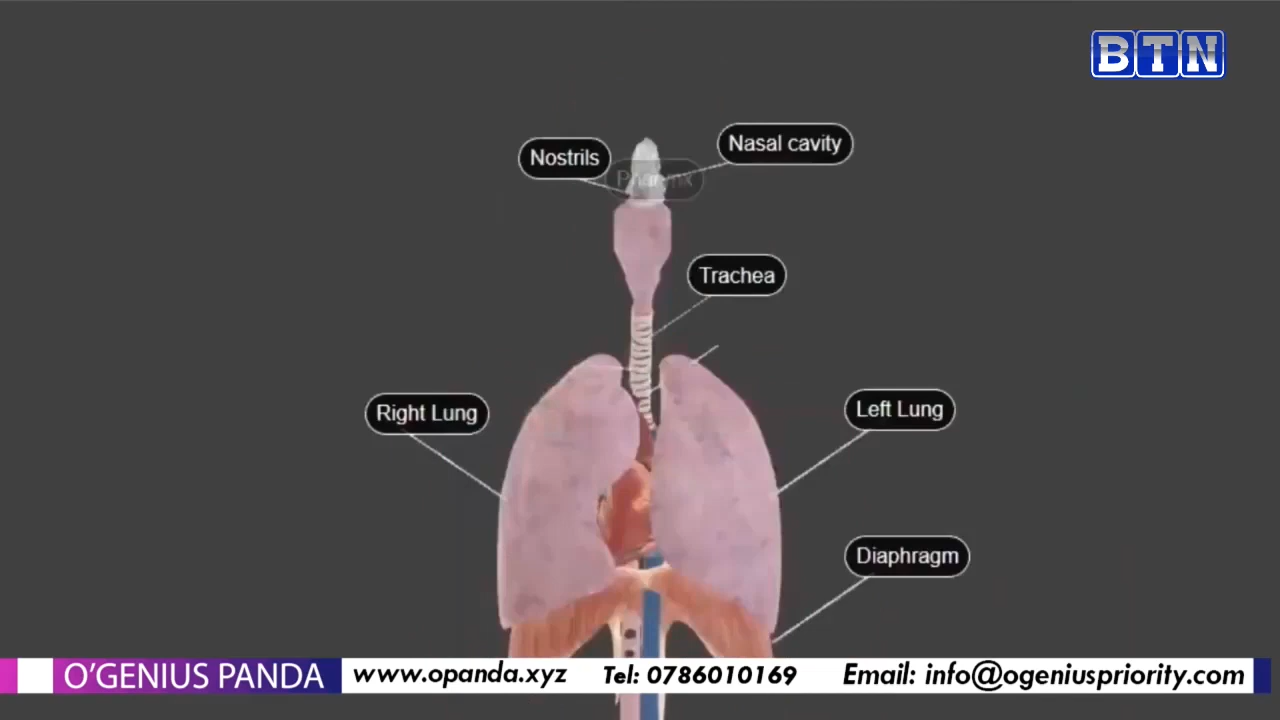 BTN
Nostrils
Nasal cavity
Pharynx
Trachea
Right Lung
Left Lung
Diaphragm
O'GENIUS PANDA
www.opanda.xyz
Tel: 0786010169
Email: info@ogeniuspriority.com